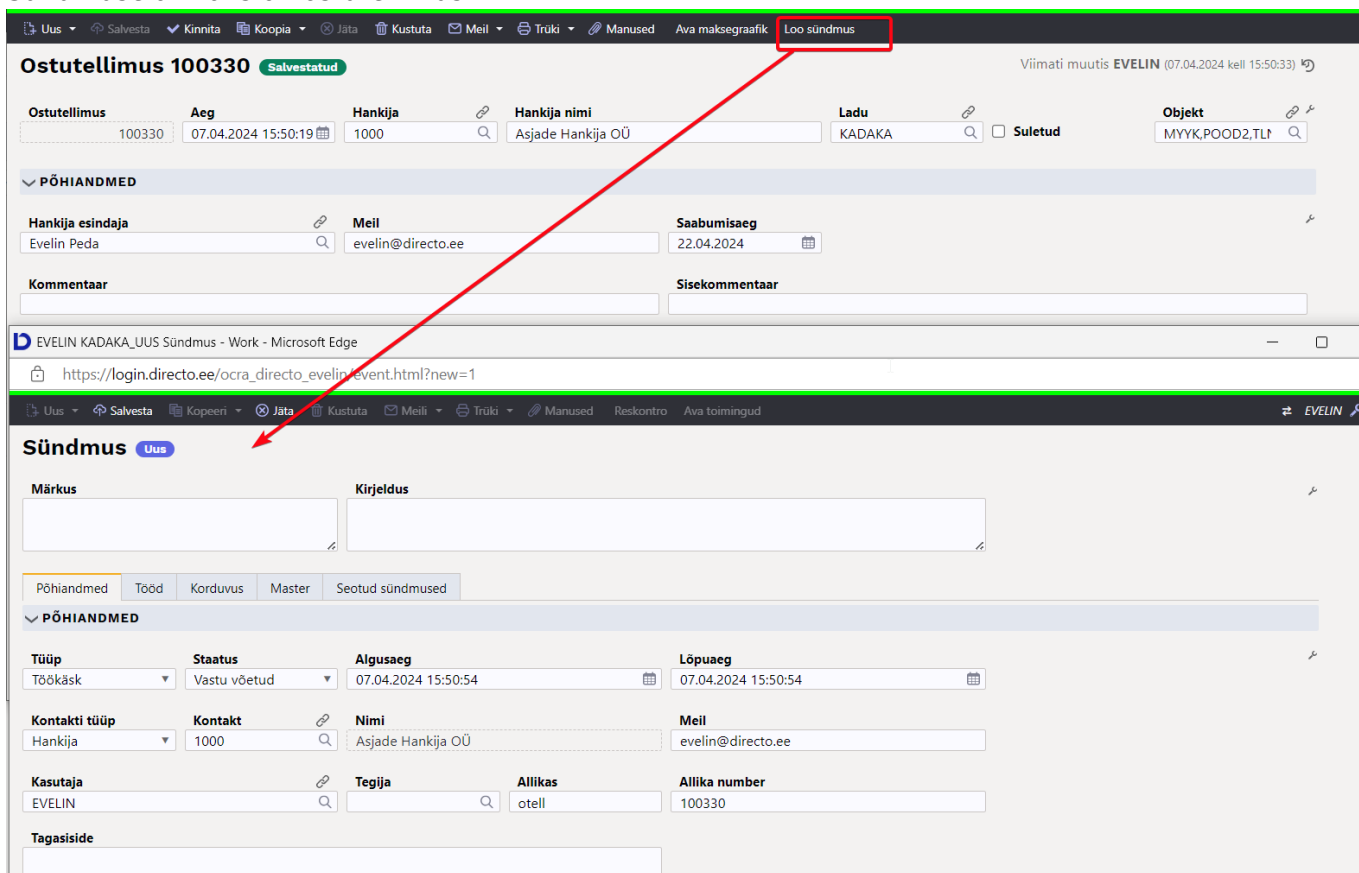 Uus Salvesta Kinnita Koopia Jäta Kustuta Meil Trüki Manused Ava maksegraafik Loo sündmus
Ostutellimus 100330 Salvestatud Viimati muutis EVELIN (07.04.2024 kell 15:50:33)
Ostutellimus Aeg Hankija Hankija nimi Ladu Objekt
100330 07.04.2024 15:50:19 1000 Asjade Hankija OÜ KADAKA Suletud MYYK,POOD2,TLN
PÕHIANDMED
Hankija esindaja Meil Saabumisaeg
Evelin Peda evelin@directo.ee 22.04.2024
Kommentaar Sisekommentaar
EVELIN KADAKA_UUS Sündmus - Work - Microsoft Edge
https://login.directo.ee/ocra_directo_evelin/event.html?new=1
Uus Salvesta Kopeeri Jäta Kustuta Meili Trüki Manused Reskontro Ava toimingud EVELIN
Sündmus Uus
Märkus Kirjeldus
Põhiandmed Tööd Korduvus Master Seotud sündmused
PÕHIANDMED
Tüüp Staatus Algusaeg Lõpuaeg
Töökäsk Vastu võetud 07.04.2024 15:50:54 07.04.2024 15:50:54
Kontakti tüüp Kontakt Nimi Meil
Hankija 1000 Asjade Hankija OÜ evelin@directo.ee
Kasutaja Tegija Allikas Allika number
EVELIN otell 100330
Tagasiside